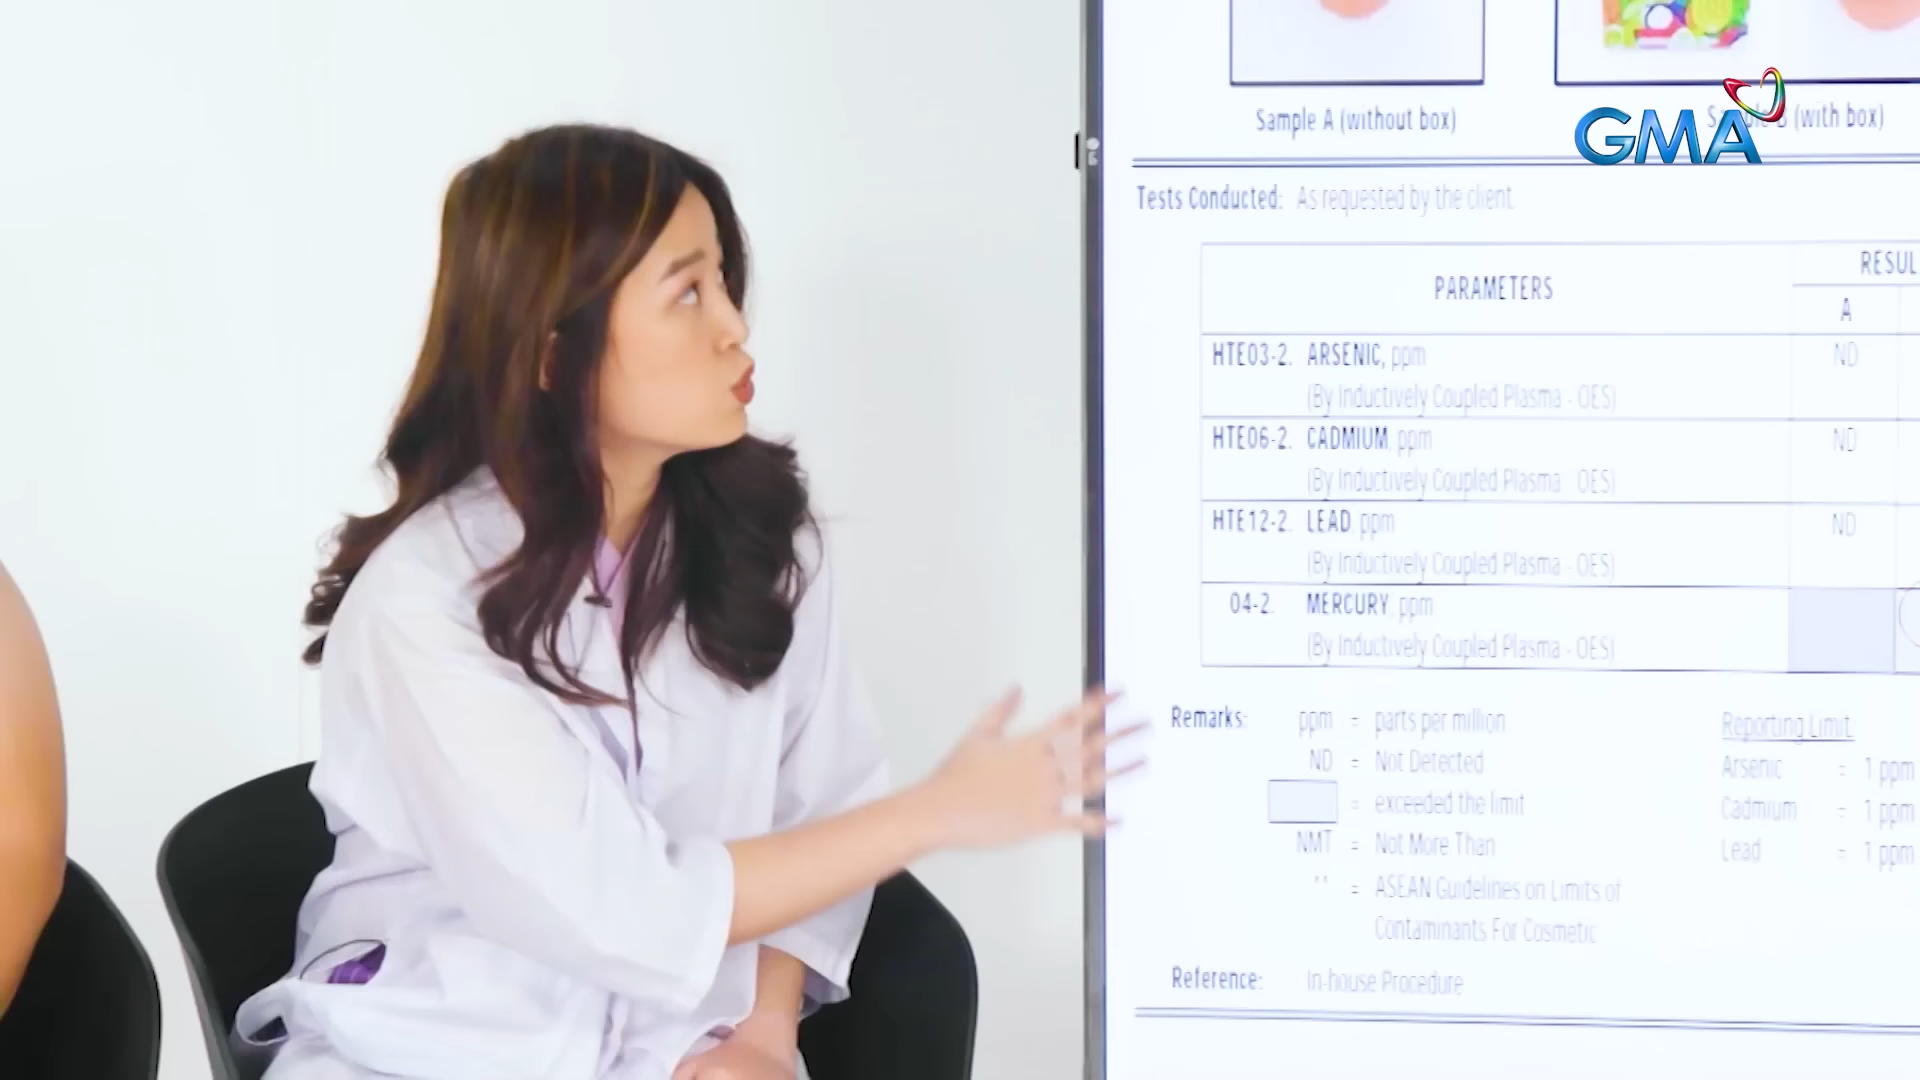 GMA
Sample A (without box)
(with box)
Tests Conducted: As requested by the client.
PARAMETERS
A
HTE03-2. ARSENIC, ppm ND
(By Inductively Coupled Plasma - OES)
HTE06-2. CADMIUM, ppm ND
(By Inductively Coupled Plasma - OES)
HTE12-2. LEAD, ppm ND
(By Inductively Coupled Plasma - OES)
04-2. MERCURY, ppm
(By Inductively Coupled Plasma - OES)
Remarks: ppm = parts per million
ND = Not Detected
= exceeded the limit
NMT = Not More Than
= ASEAN Guidelines on Limits of
Contaminants For Cosmetic
Reporting Limit:
Arsenic = 1 ppm
Cadmium = 1 ppm
Lead = 1 ppm
Reference: In-house Procedure